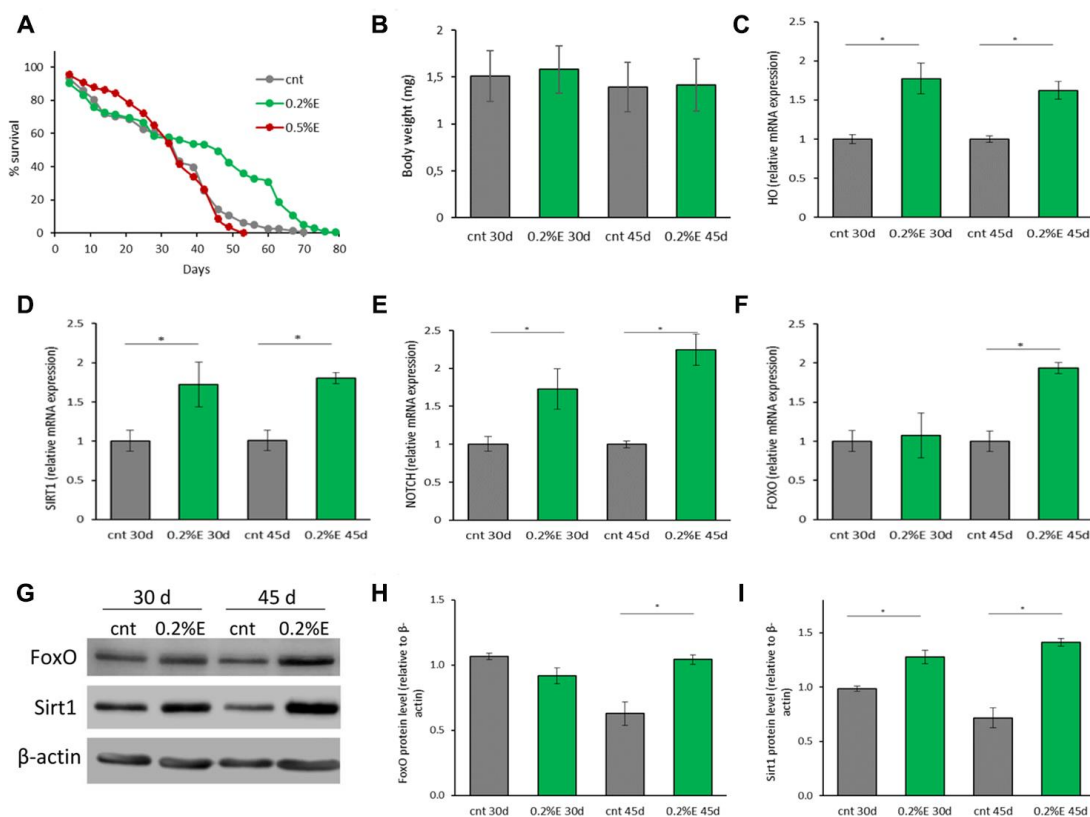 A
% survival
100
80
60
40
20
0
0 10 20 30 40 50 60 70 80
Days
cnt
0.2%E
0.5%E
B
Body weight (mg)
2
1.5
1
0.5
0
cnt 30d 0.2%E 30d cnt 45d 0.2%E 45d
C
HO (relative mRNA expression)
2.5
2
1.5
1
0.5
0
* *
cnt 30d 0.2%E 30d cnt 45d 0.2%E 45d
D
SIRT1 (relative mRNA expression)
2.5
2
1.5
1
0.5
0
* *
cnt 30d 0.2%E 30d cnt 45d 0.2%E 45d
E
NOTCH (relative mRNA expression)
2.5
2
1.5
1
0.5
0
* *
cnt 30d 0.2%E 30d cnt 45d 0.2%E 45d
F
FOXO (relative mRNA expression)
2.5
2
1.5
1
0.5
0
*
cnt 30d 0.2%E 30d cnt 45d 0.2%E 45d
G
30 d 45 d
cnt 0.2%E cnt 0.2%E
FoxO
Sirt1
β-actin
H
FoxO protein level (relative to β-
actin)
1.5
1.0
0.5
0.0
*
cnt 30d 0.2%E 30d cnt 45d 0.2%E 45d
I
Sirt1 protein level (relative to β-
actin)
1.5
1.0
0.5
0.0
* *
cnt 30d 0.2%E 30d cnt 45d 0.2%E 45d